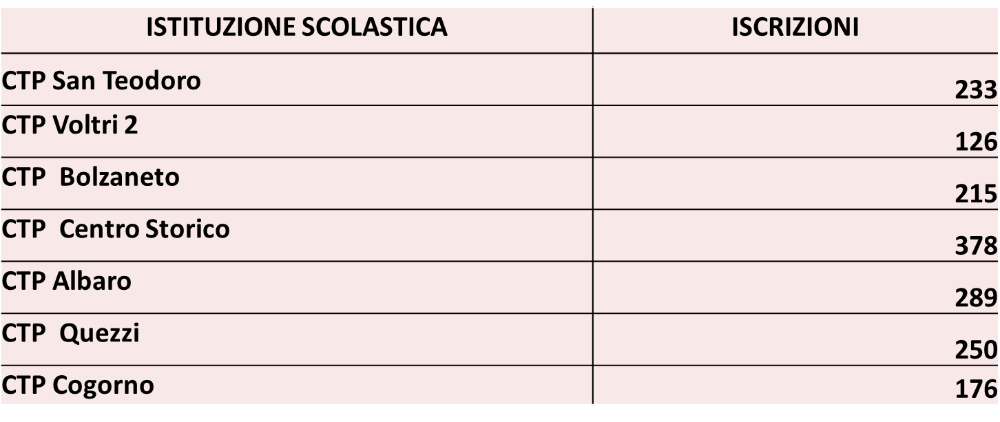 ISTITUZIONE SCOLASTICA ISCRIZIONI
CTP San Teodoro 233
CTP Voltri 2 126
CTP Bolzaneto 215
CTP Centro Storico 378
CTP Albaro 289
CTP Quezzi 250
CTP Cogorno 176